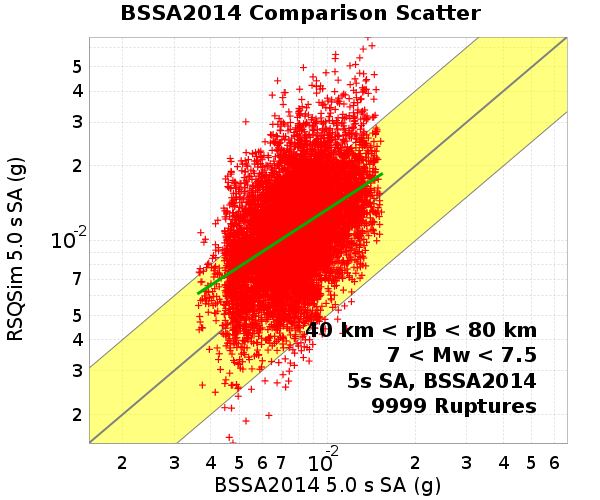 BSSA2014 Comparison Scatter
RSQSim 5.0 s SA (g)
5
4
3
2
10-2
7
5
4
3
2
40 km < rJB < 80 km
7 < Mw < 7.5
5s SA, BSSA2014
9999 Ruptures
2 3 4 5 6 7 10-2 2 3 4 5 6
BSSA2014 5.0 s SA (g)